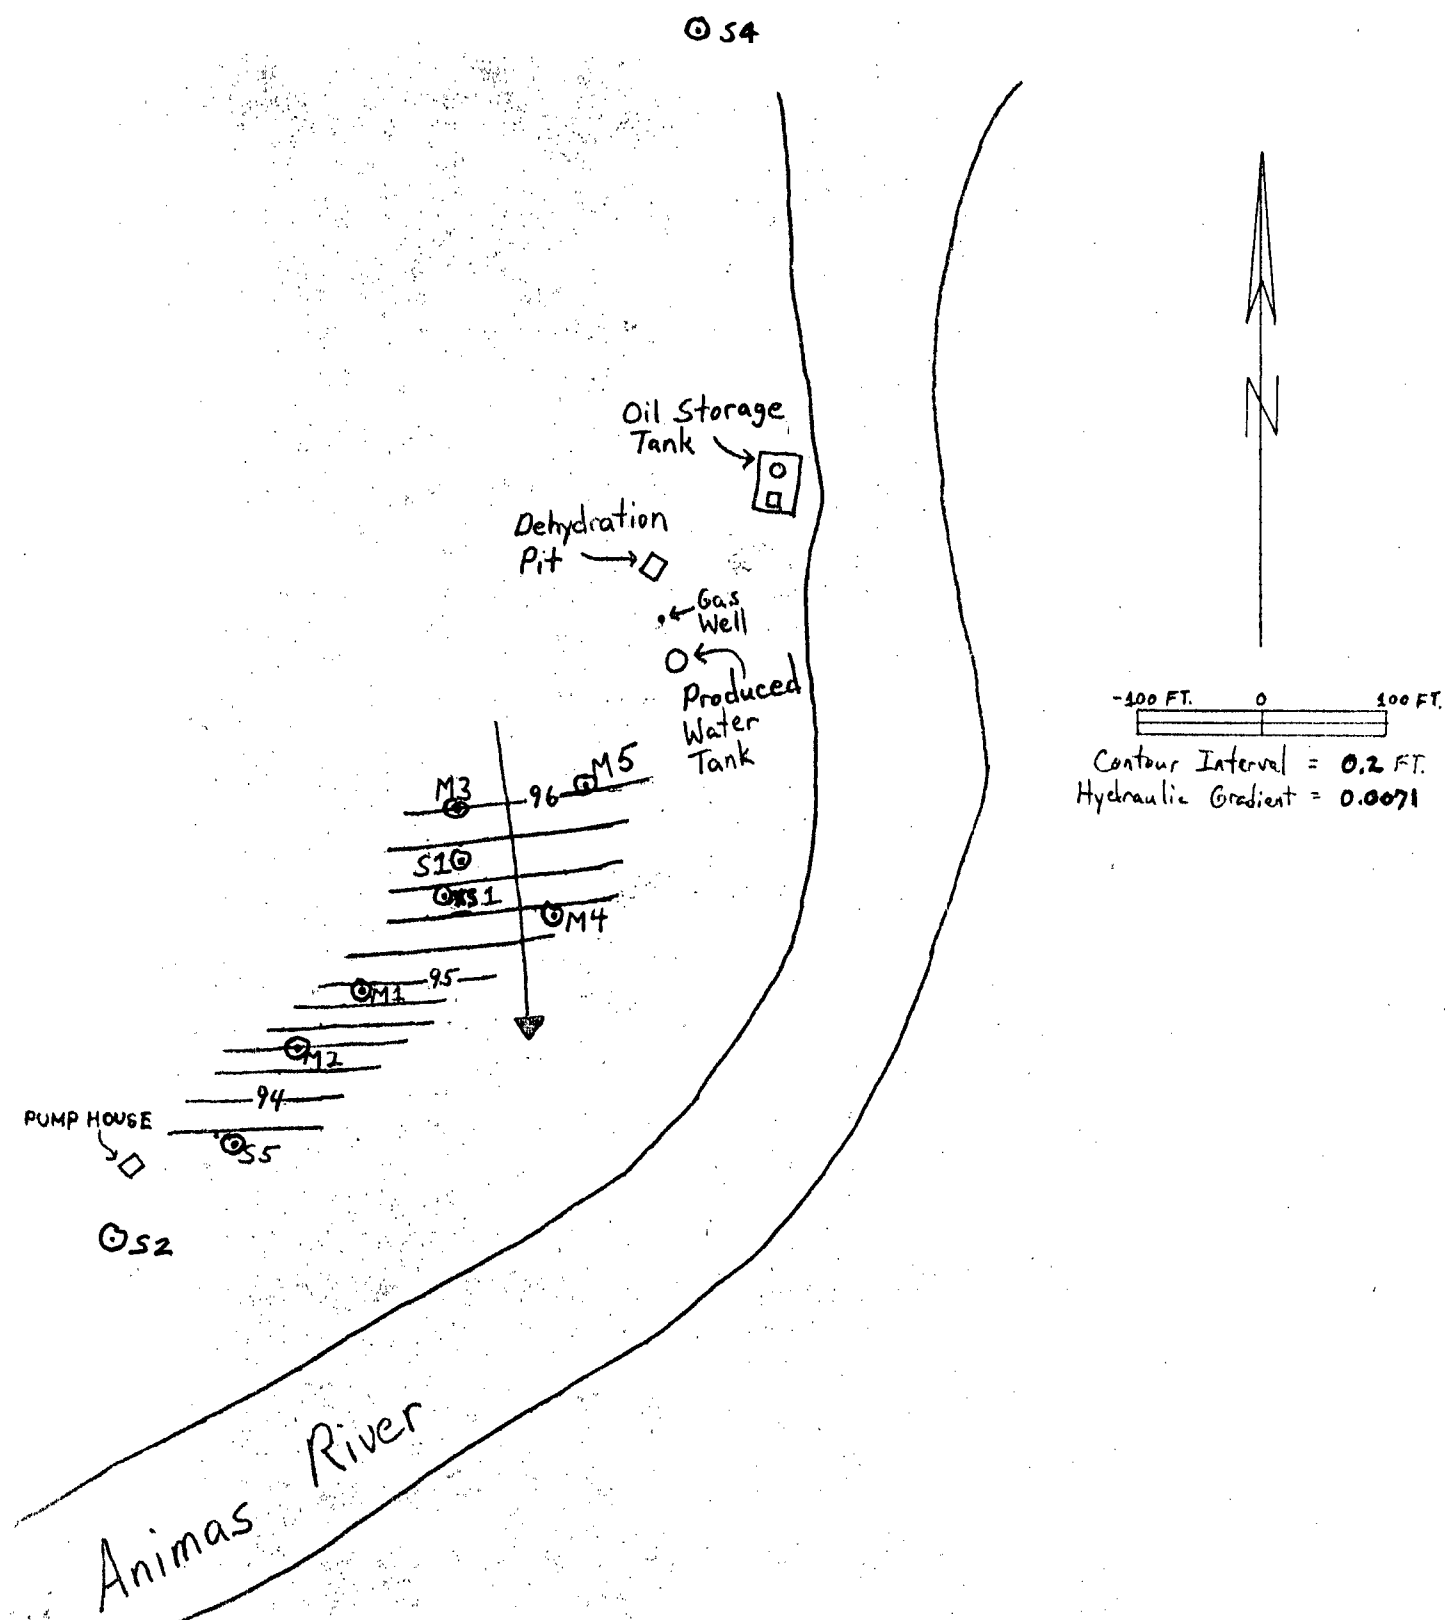 S4
Oil Storage
Tank
Dehydration
Pit
Gas
Well
Produced
Water
Tank
N
-100 FT. 0 100 FT.
Contour Interval = 0.2 FT.
Hydraulic Gradient = 0.0071
M5
M3
96
S1
M4
95
M1
M2
94
PUMP HOUSE
S5
S2
Animas River